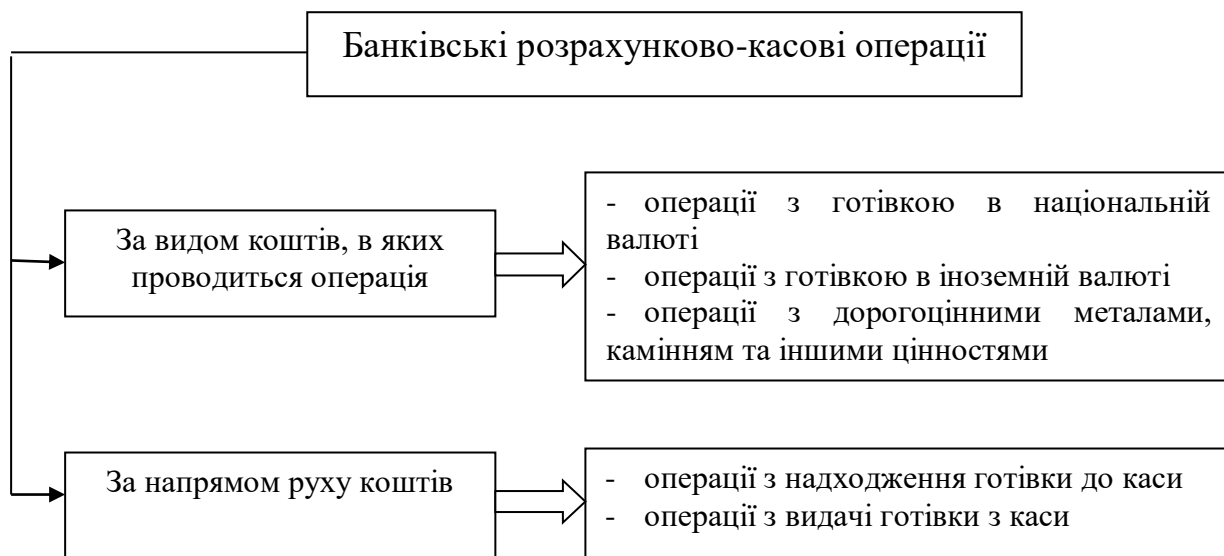 Банківські розрахунково-касові операції
За видом коштів, в яких
проводиться операція
- операції з готівкою в національній
валюті
- операції з готівкою в іноземній валюті
- операції з дорогоцінними металами,
камінням та іншими цінностями
За напрямом руху коштів
- операції з надходження готівки до каси
- операції з видачі готівки з каси